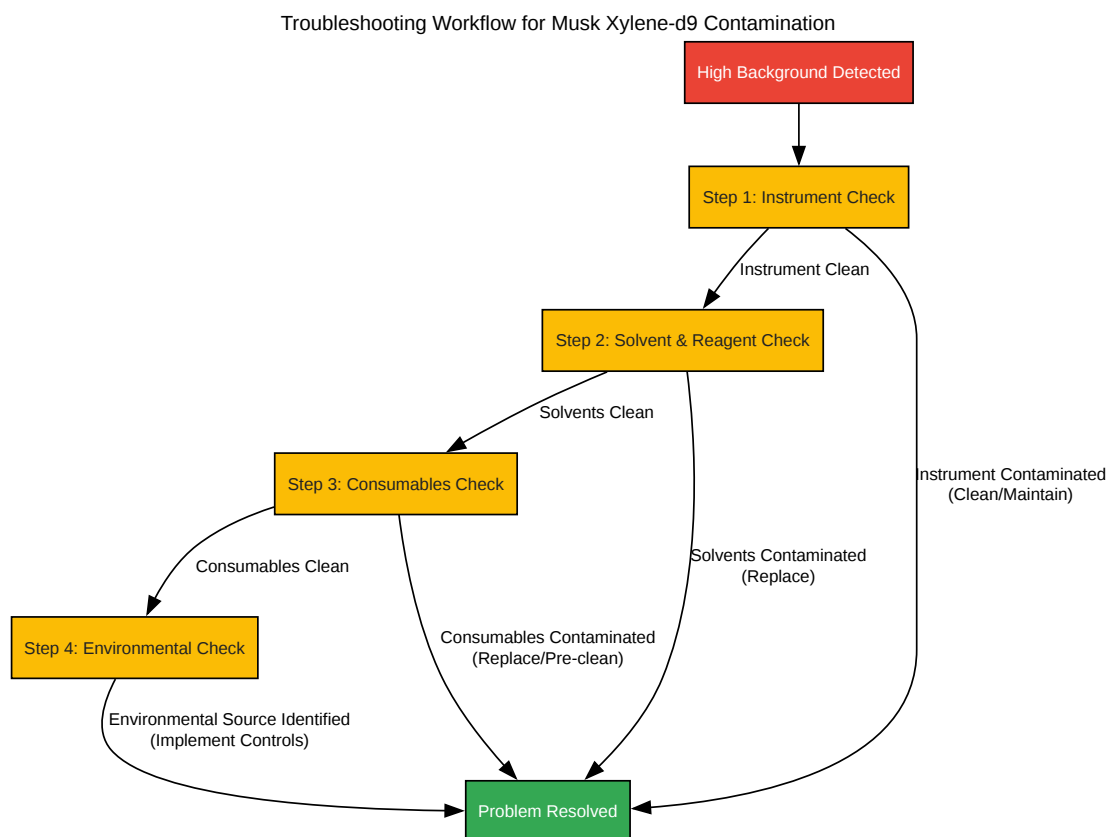 Troubleshooting Workflow for Musk Xylene-d9 Contamination
High Background Detected
Step 1: Instrument Check
Instrument Clean
Step 2: Solvent & Reagent Check
Solvents Clean
Step 3: Consumables Check
Instrument Contaminated
(Clean/Maintain)
Consumables Clean
Solvents Contaminated
(Replace)
Step 4: Environmental Check
Consumables Contaminated
(Replace/Pre-clean)
Environmental Source Identified
(Implement Controls)
Problem Resolved